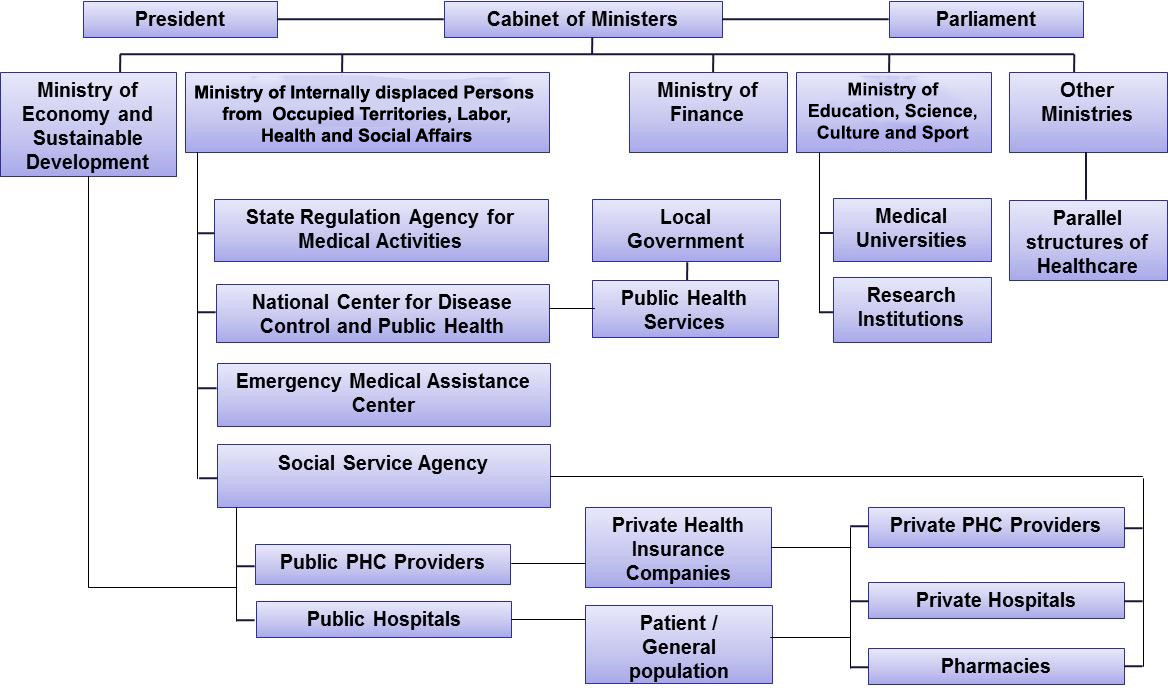 President
Cabinet of Ministers
Parliament
Ministry of
Economy and
Sustainable
Development
Ministry of Internally displaced Persons
from Occupied Territories, Labor,
Health and Social Affairs
Ministry of
Finance
Ministry of
Education, Science,
Culture and Sport
Other
Ministries
State Regulation Agency for
Medical Activities
Local
Government
Medical
Universities
Parallel
structures of
Healthcare
National Center for Disease
Control and Public Health
Public Health
Services
Research
Institutions
Emergency Medical Assistance
Center
Social Service Agency
Public PHC Providers
Private Health
Insurance
Companies
Private PHC Providers
Public Hospitals
Patient /
General
population
Private Hospitals
Pharmacies